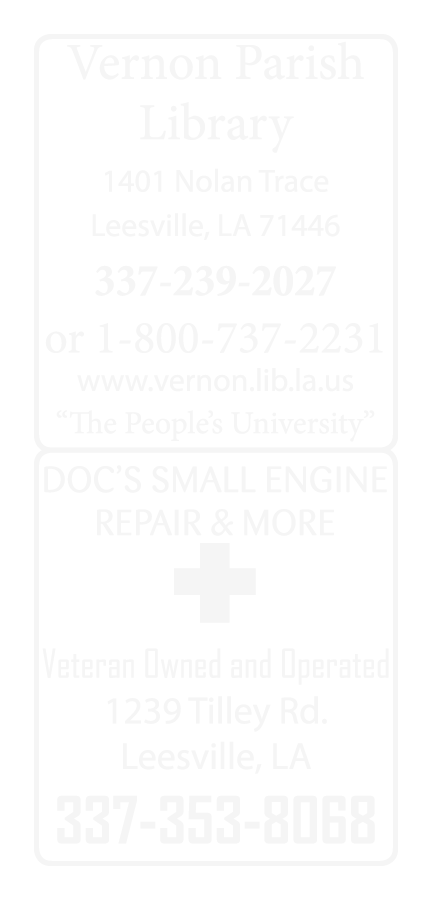 Vernon Parish
Library
1401 Nolan Trace
Leesville, LA 71446
337-239-2027
or 1-800-737-2231
www.vernon.lib.la.us
“The People’s University”
DOC’S SMALL ENGINE
REPAIR & MORE
Veteran Owned and Operated
1239 Tilley Rd.
Leesville, LA
337-353-8068